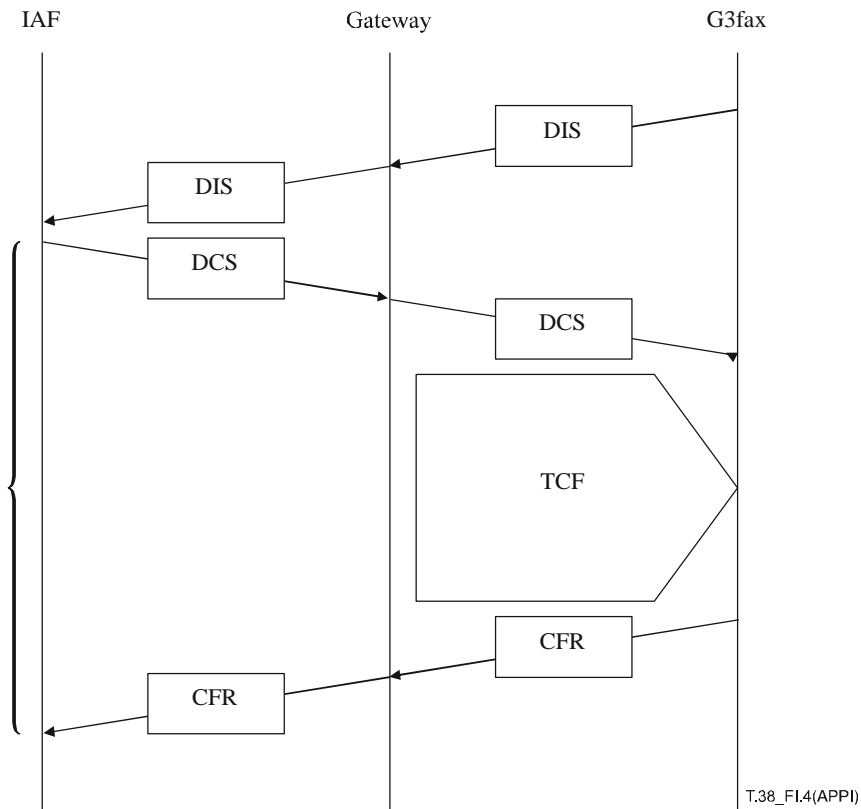 IAF Gateway G3fax
DIS
DIS
DCS
DCS
TCF
CFR
CFR
T.38_FI.4(APPI)